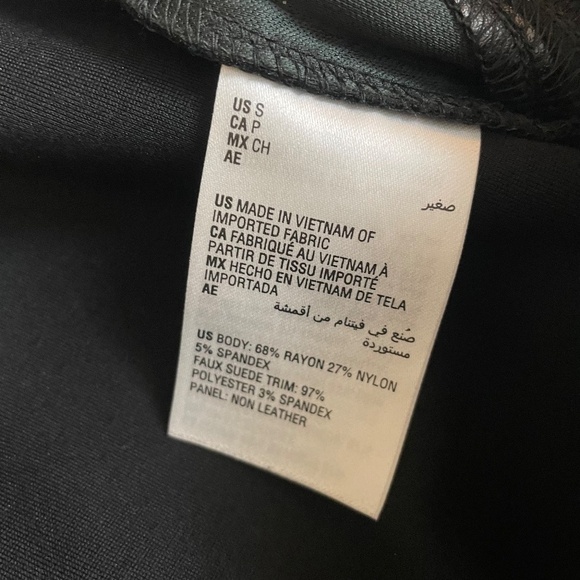 US S
CA P
MX CH
AE
صغير
US MADE IN VIETNAM OF
IMPORTED FABRIC
CA FABRIQUÉ AU VIETNAM À
PARTIR DE TISSU IMPORTÉ
MX HECHO EN VIETNAM DE TELA
IMPORTADA
AE
صُنع في فيتنام من أقمشة
مستوردة
US BODY: 68% RAYON 27% NYLON
5% SPANDEX
FAUX SUEDE TRIM: 97%
POLYESTER 3% SPANDEX
PANEL: NON LEATHER